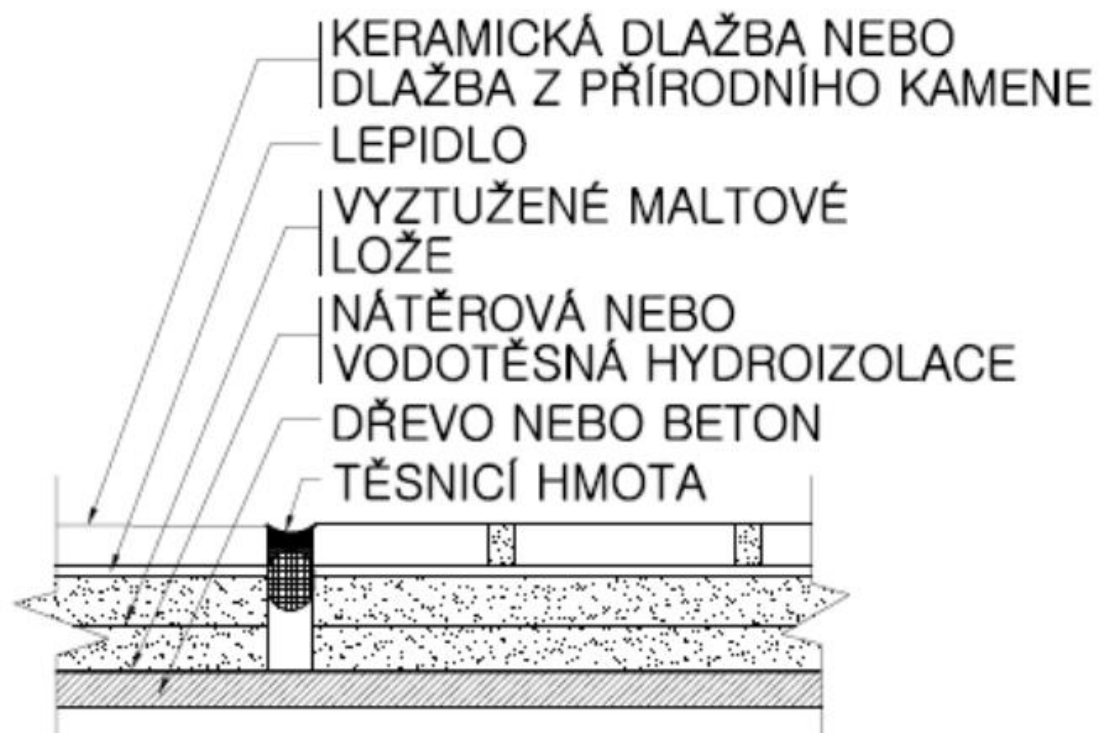 KERAMICKÁ DLAŽBA NEBO
DLAŽBA Z PŘÍRODNÍHO KAMENE
LEPIDLO
VYZTUŽENÉ MALTOVÉ
LOŽE
NÁTĚROVÁ NEBO
VODOTĚSNÁ HYDROIZOLACE
DŘEVO NEBO BETON
TĚSNICÍ HMOTA